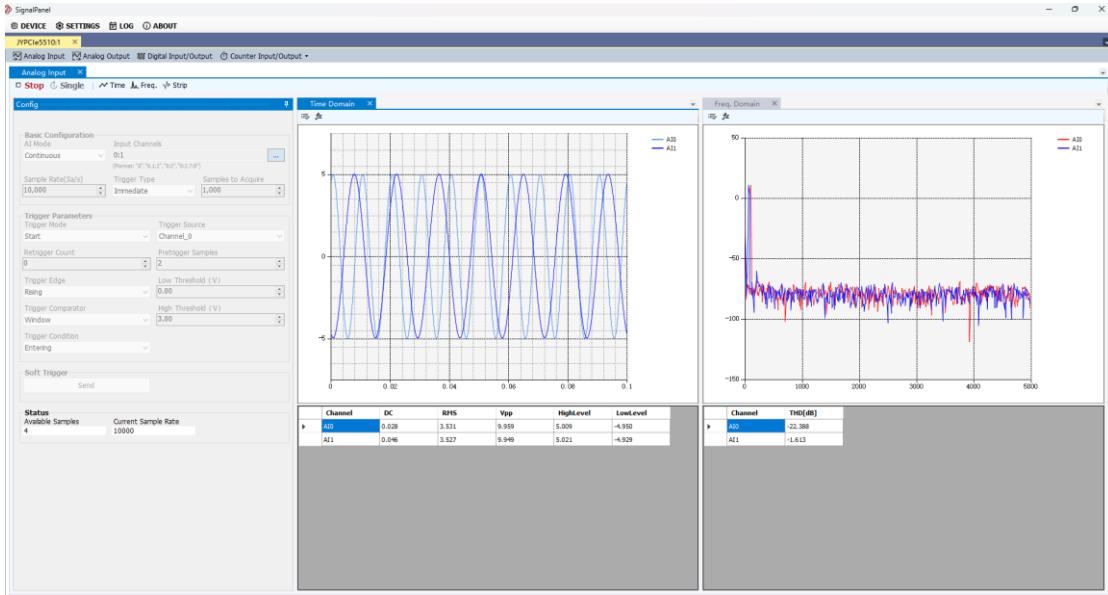 SignalPanel
DEVICE SETTINGS LOG ABOUT
JYPCIe5510:1 ×
Analog Input Analog Output Digital Input/Output Counter Input/Output
Analog Input ×
Stop Single Time Freq. Strip
Config
Basic Configuration
AI Mode Input Channels
Continuous 0:1 ...
(Format: "0","0,1,2","0:2","0:2,7:9")
Sample Rate(Sa/s) Trigger Type Samples to Acquire
10,000 Immediate 1,000
Trigger Parameters
Trigger Mode Trigger Source
Start Channel_0
Retrigger Count Pretrigger Samples
0 2
Trigger Edge Low Threshold (V)
Rising 0.00
Trigger Comparator High Threshold (V)
Window 3.00
Trigger Condition
Entering
Soft Trigger
Send
Status
Available Samples Current Sample Rate
4 10000
Time Domain ×
AI0
AI1
5
0
-5
0 0.02 0.04 0.06 0.08 0.1
Channel DC RMS Vpp HighLevel LowLevel
AI0 0.028 3.531 9.959 5.009 -4.950
AI1 0.046 3.527 9.949 5.021 -4.929
Freq. Domain ×
AI0
AI1
50
0
-50
-100
-150
0 1000 2000 3000 4000 5000
Channel THD[dB]
AI0 -22.388
AI1 -1.613